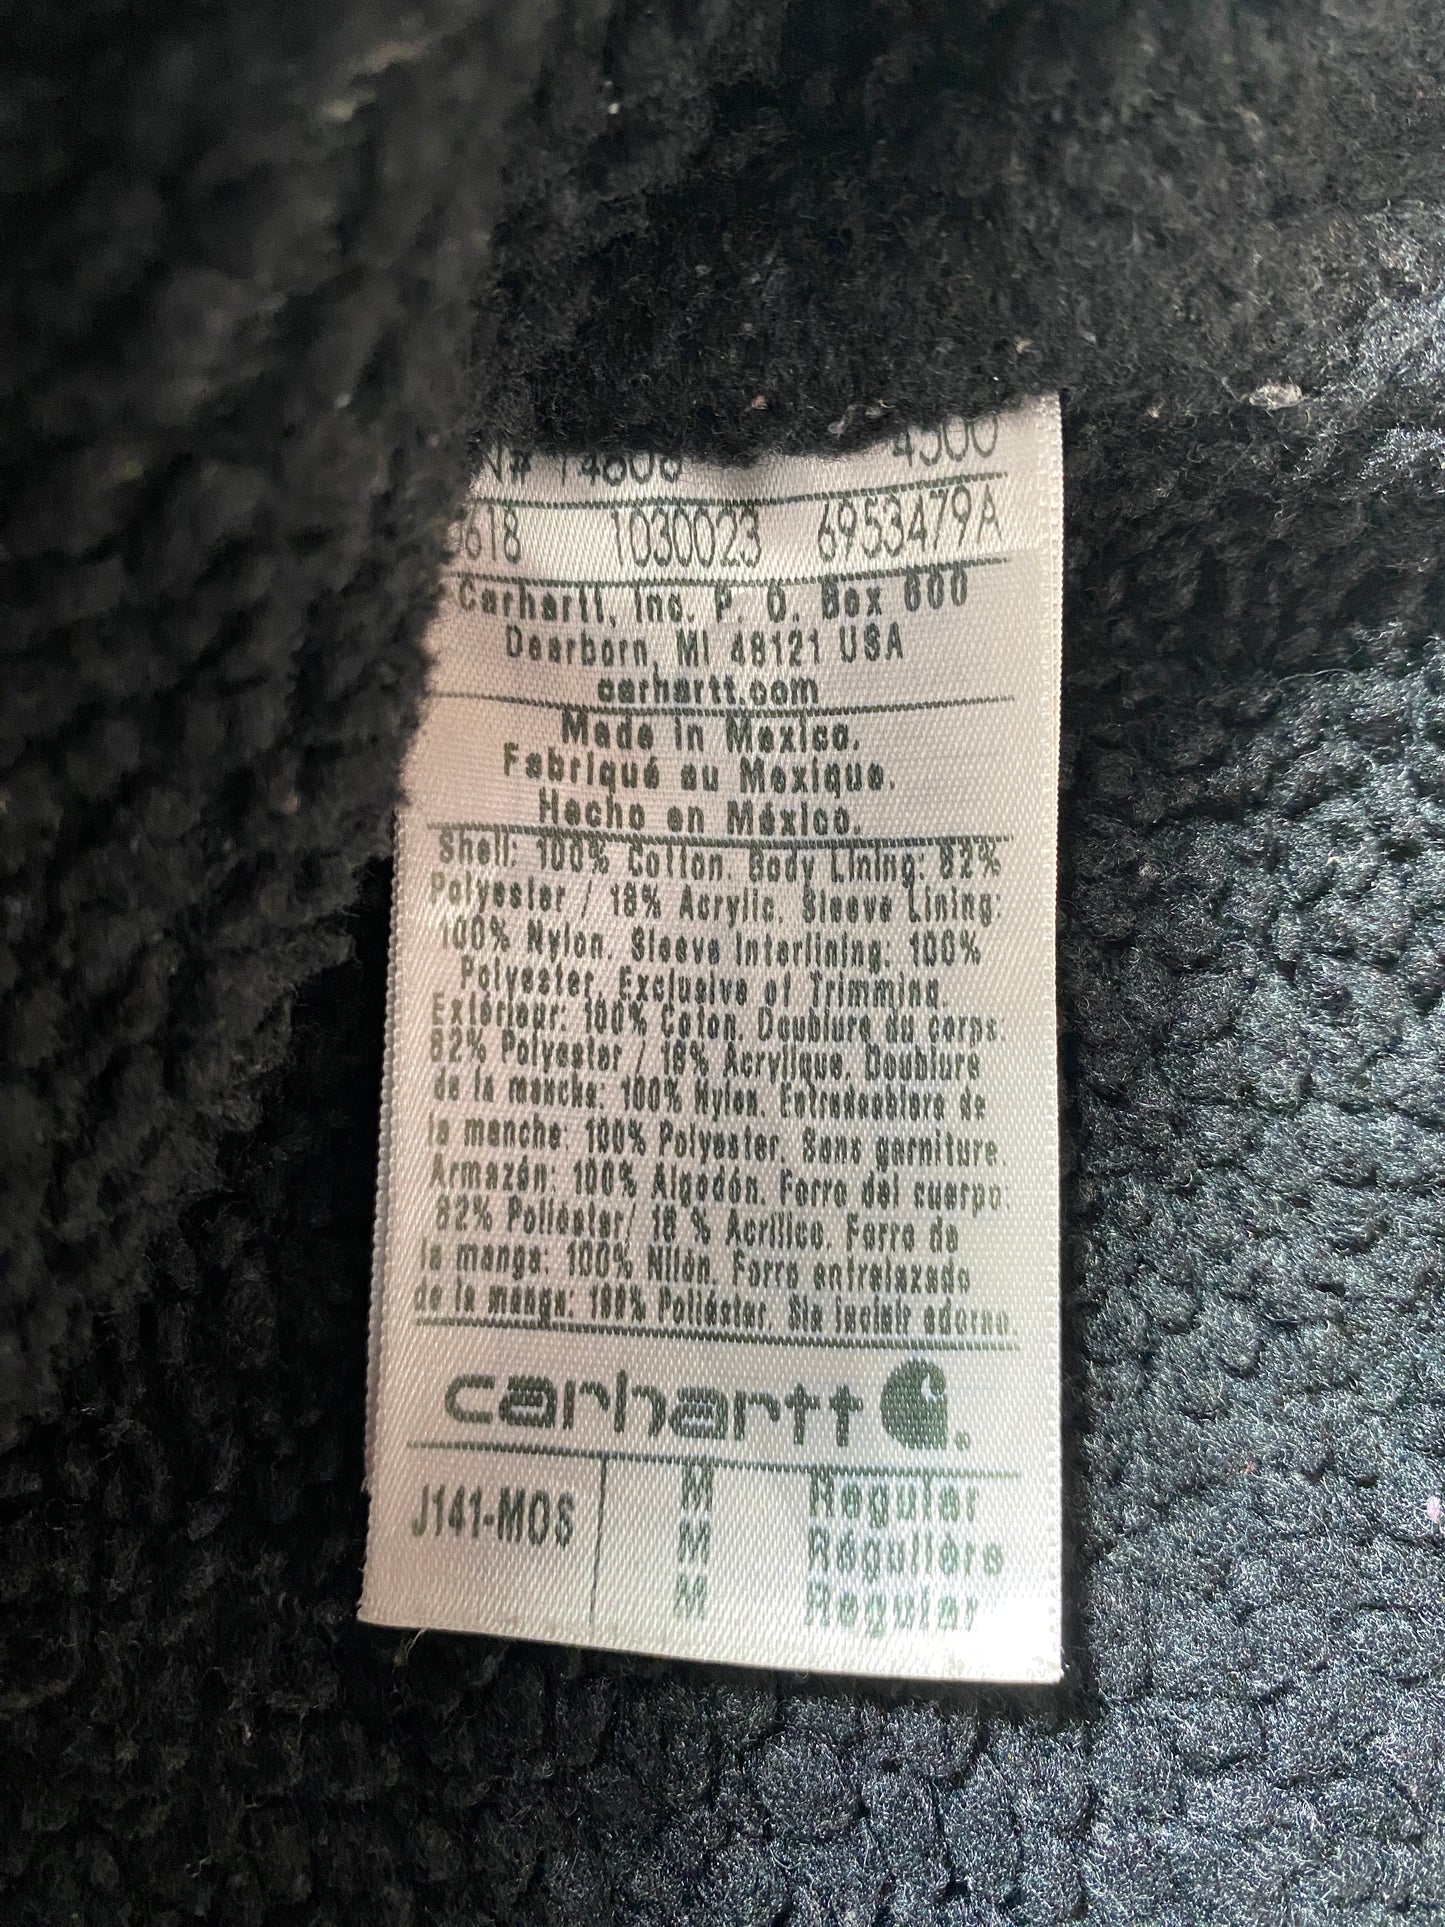 N# 14806 4500
0618 1030023 6953479A
Carhartt, Inc. P. O. Box 600
Dearborn, MI 48121 USA
carhartt.com
Made in Mexico.
Fabriqué au Mexique.
Hecho en México.
Shell: 100% Cotton. Body Lining: 82%
Polyester / 18% Acrylic. Sleeve Lining:
100% Nylon. Sleeve Interlining: 100%
Polyester. Exclusive of Trimming.
Extérieur: 100% Coton. Doublure du corps:
82% Polyester / 18% Acrylique. Doublure
de la manche: 100% Nylon. Entredoublure de
la manche: 100% Polyester. Sans garniture.
Armazón: 100% Algodón. Forro del cuerpo:
82% Poliéster/ 18 % Acrílico. Forro de
la manga: 100% Nilón. Forro entrelazado
de la manga: 100% Poliéster. Sin incluir adorno
carhartt
J141-MOS
M Regular
M Régulière
M Regular